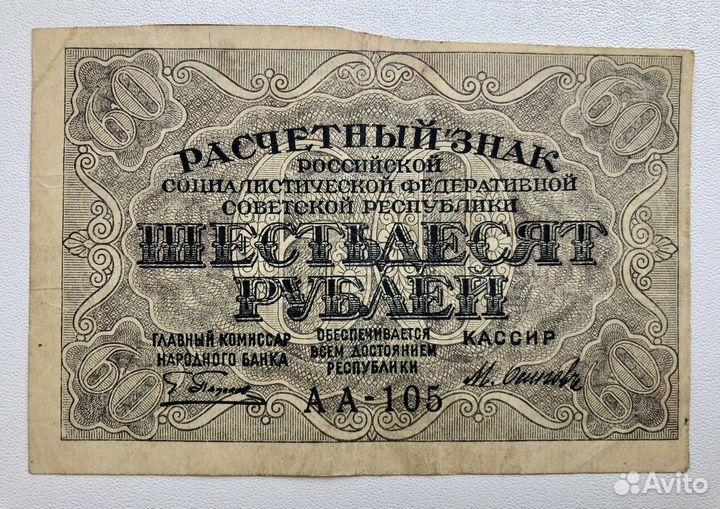 60 60
РАСЧЕТНЫЙ ЗНАК
РОССИЙСКОЙ
СОЦИАЛИСТИЧЕСКОЙ ФЕДЕРАТИВНОЙ
СОВЕТСКОЙ РЕСПУБЛИКИ
ШЕСТЬДЕСЯТ
РУБЛЕЙ
ГЛАВНЫЙ КОМИССАР
НАРОДНОГО БАНКА
ОБЕСПЕЧИВАЕТСЯ
ВСЕМ ДОСТОЯНИЕМ
РЕСПУБЛИКИ
КАССИР
60 60
АА-105
Avito